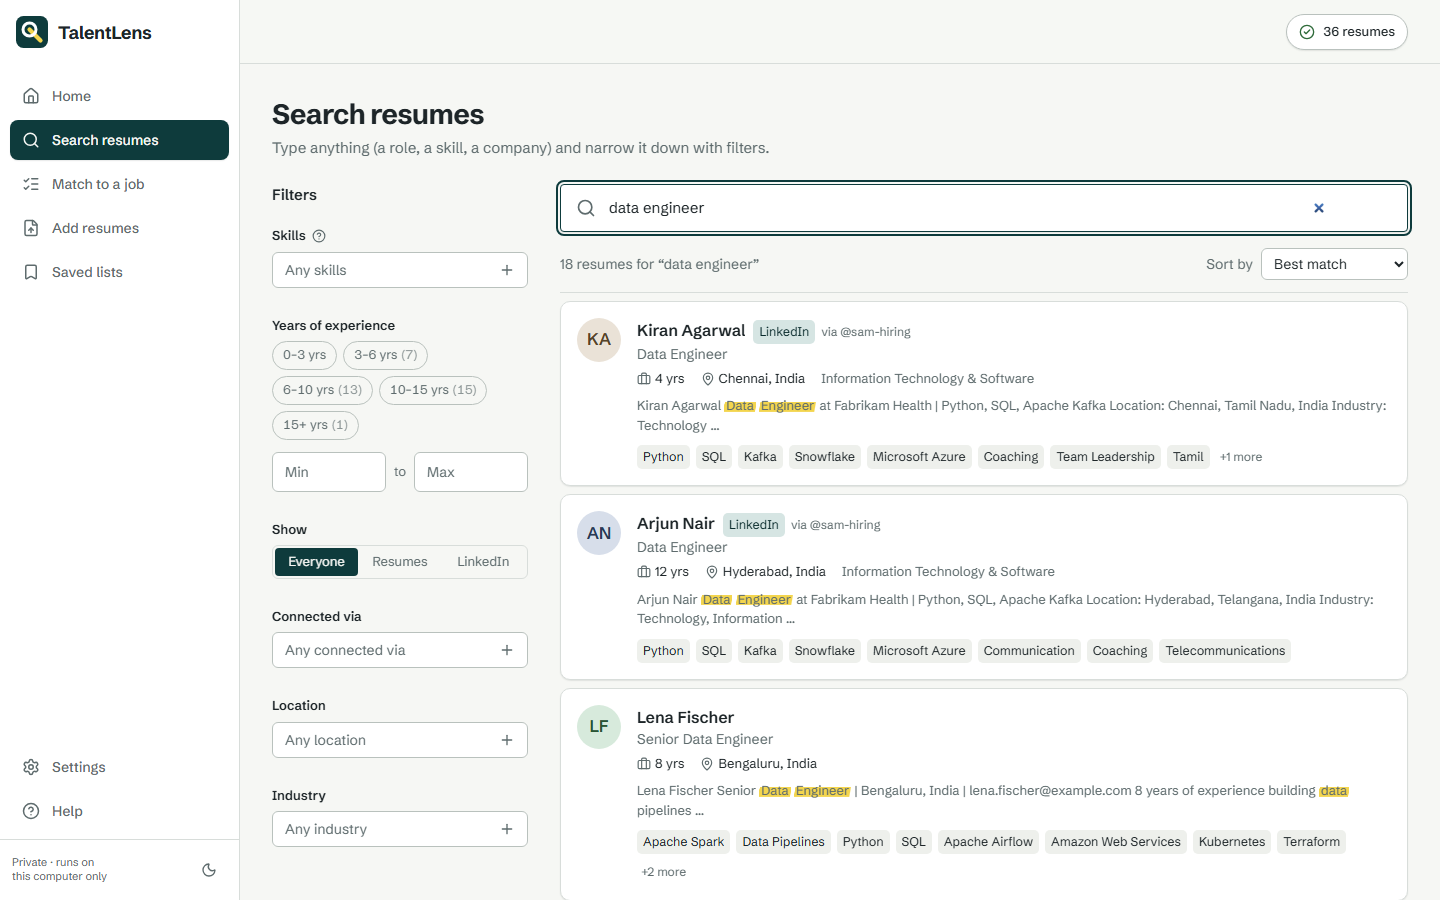 TalentLens
36 resumes
Home
Search resumes
Match to a job
Add resumes
Saved lists
Settings
Help
Private · runs on
this computer only
Search resumes
Type anything (a role, a skill, a company) and narrow it down with filters.
Filters
Skills
Any skills
Years of experience
0–3 yrs 3–6 yrs (7)
6–10 yrs (13) 10–15 yrs (15)
15+ yrs (1)
Min to Max
Show
Everyone Resumes LinkedIn
Connected via
Any connected via
Location
Any location
Industry
Any industry
data engineer
18 resumes for “data engineer” Sort by Best match
KA
Kiran Agarwal LinkedIn via @sam-hiring
Data Engineer
4 yrs Chennai, India Information Technology & Software
Kiran Agarwal Data Engineer at Fabrikam Health | Python, SQL, Apache Kafka Location: Chennai, Tamil Nadu, India Industry:
Technology ...
Python SQL Kafka Snowflake Microsoft Azure Coaching Team Leadership Tamil +1 more
AN
Arjun Nair LinkedIn via @sam-hiring
Data Engineer
12 yrs Hyderabad, India Information Technology & Software
Arjun Nair Data Engineer at Fabrikam Health | Python, SQL, Apache Kafka Location: Hyderabad, Telangana, India Industry:
Technology, Information ...
Python SQL Kafka Snowflake Microsoft Azure Communication Coaching Telecommunications
LF
Lena Fischer
Senior Data Engineer
8 yrs Bengaluru, India
Lena Fischer Senior Data Engineer | Bengaluru, India | lena.fischer@example.com 8 years of experience building data
pipelines ...
Apache Spark Data Pipelines Python SQL Apache Airflow Amazon Web Services Kubernetes Terraform
+2 more